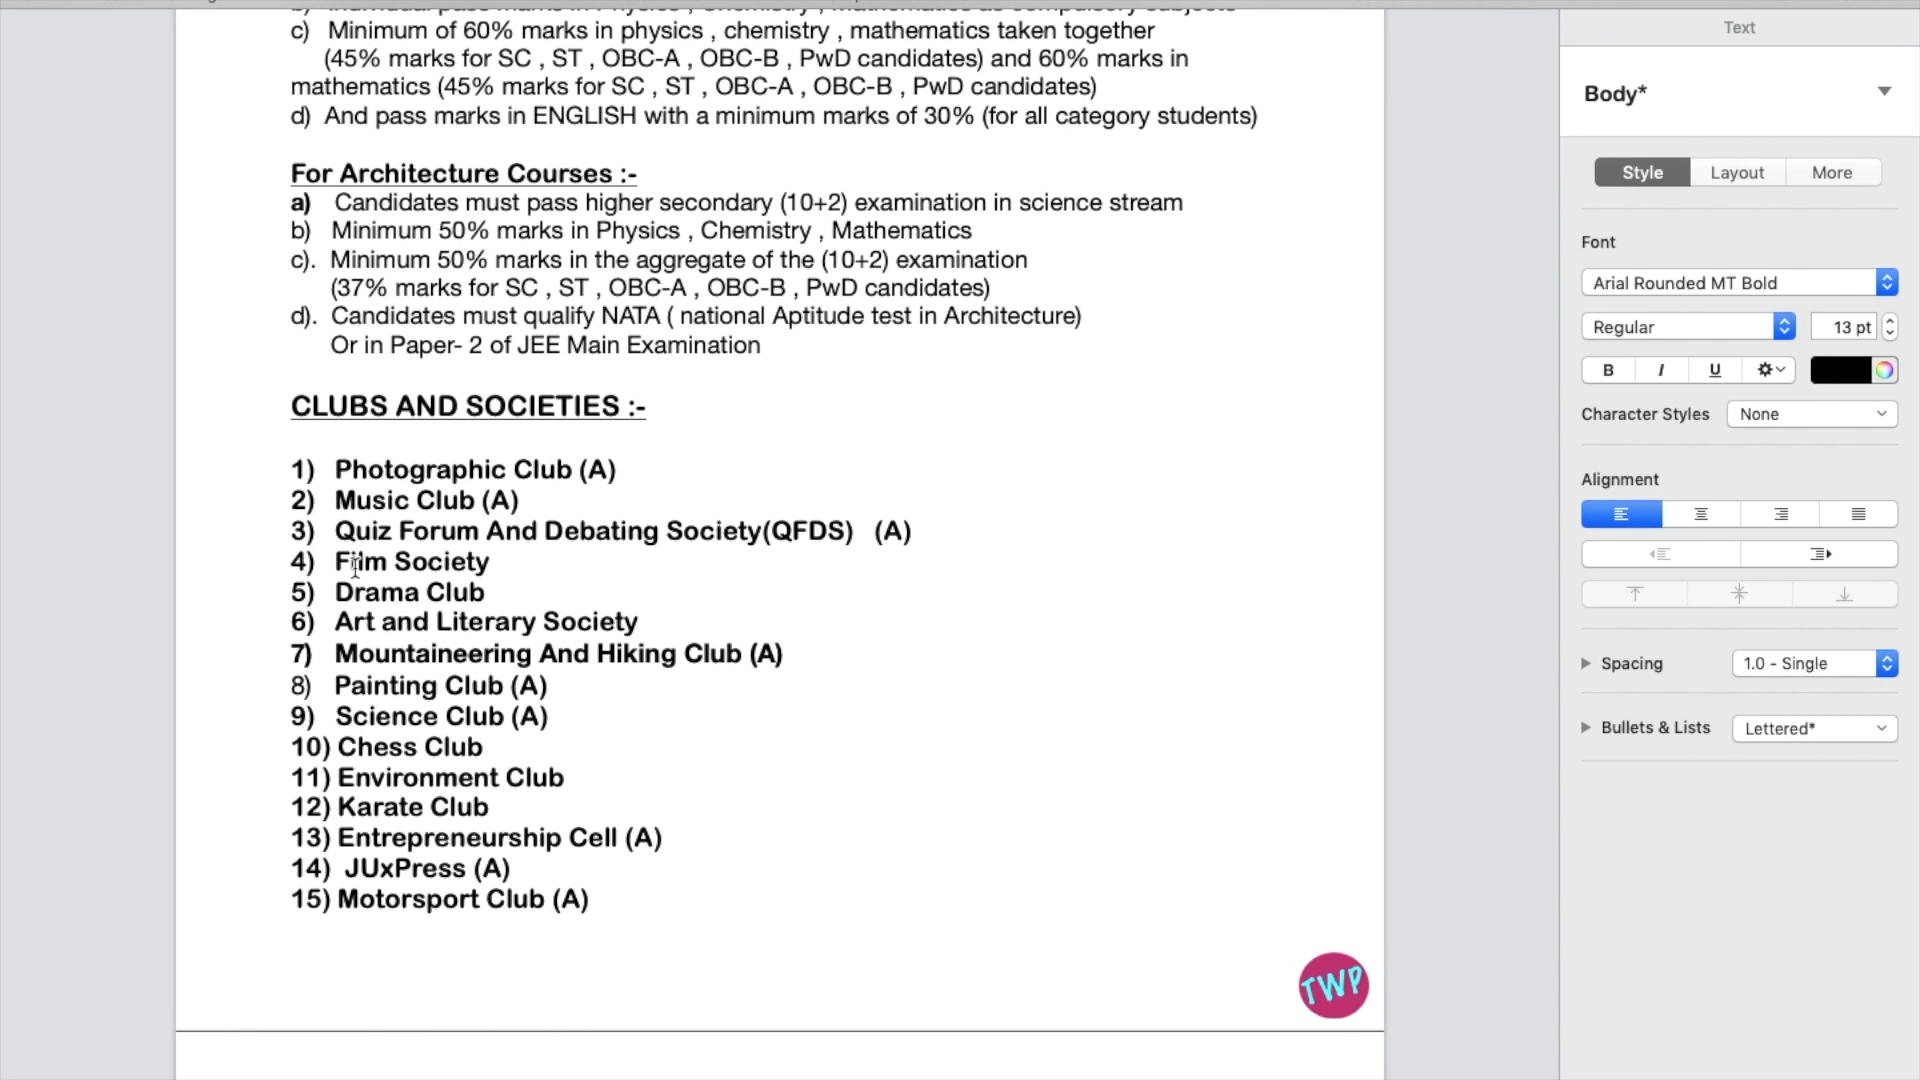 c) Minimum of 60% marks in physics , chemistry , mathematics taken together
(45% marks for SC , ST , OBC-A , OBC-B , PwD candidates) and 60% marks in
mathematics (45% marks for SC , ST , OBC-A , OBC-B , PwD candidates)
d) And pass marks in ENGLISH with a minimum marks of 30% (for all category students)
For Architecture Courses :-
a) Candidates must pass higher secondary (10+2) examination in science stream
b) Minimum 50% marks in Physics , Chemistry , Mathematics
c). Minimum 50% marks in the aggregate of the (10+2) examination
(37% marks for SC , ST , OBC-A , OBC-B , PwD candidates)
d). Candidates must qualify NATA ( national Aptitude test in Architecture)
Or in Paper- 2 of JEE Main Examination
CLUBS AND SOCIETIES :-
1) Photographic Club (A)
2) Music Club (A)
3) Quiz Forum And Debating Society(QFDS) (A)
4) Film Society
5) Drama Club
6) Art and Literary Society
7) Mountaineering And Hiking Club (A)
8) Painting Club (A)
9) Science Club (A)
10) Chess Club
11) Environment Club
12) Karate Club
13) Entrepreneurship Cell (A)
14) JUxPress (A)
15) Motorsport Club (A)
TWP
Text
Body*
Style Layout More
Font
Arial Rounded MT Bold
Regular 13 pt
B I U
Character Styles None
Alignment
Spacing 1.0 - Single
Bullets & Lists Lettered*